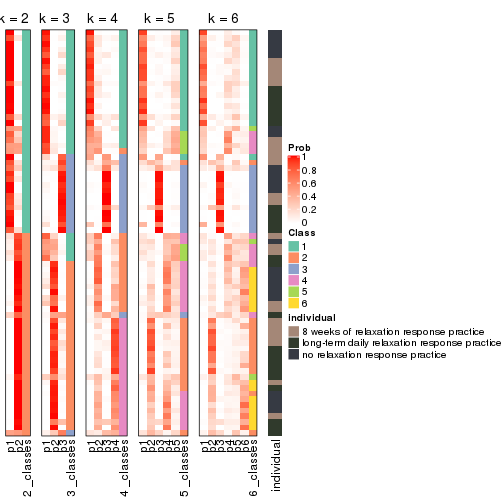 k = 2 k = 3 k = 4 k = 5 k = 6
Prob
1
0.8
0.6
0.4
0.2
0
Class
1
2
3
4
5
6
individual
8 weeks of relaxation response practice
long-term daily relaxation response practice
no relaxation response practice
p1 p2 2_classes p1 p2 p3 3_classes p1 p2 p3 p4 4_classes p1 p2 p3 p4 p5 5_classes p1 p2 p3 p4 p5 p6 6_classes individual